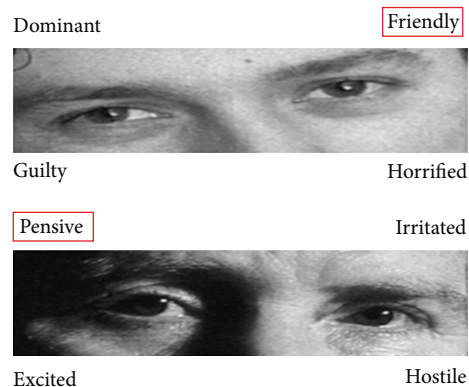 Dominant Friendly
Guilty Horrified
Pensive Irritated
Excited Hostile